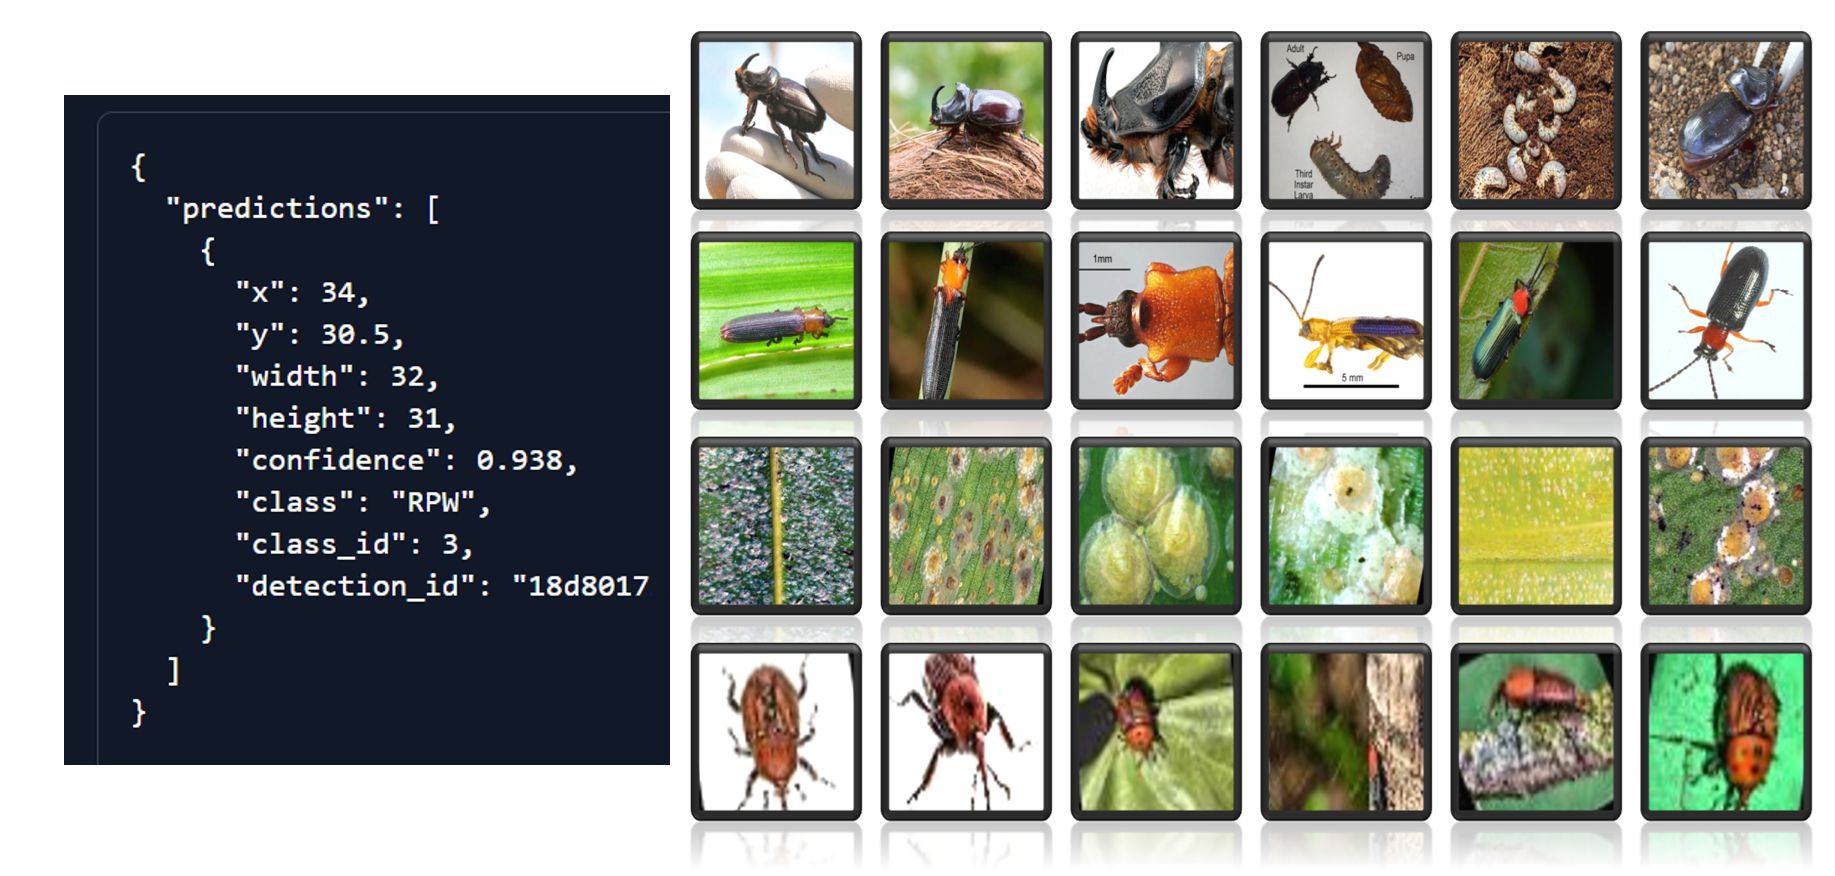 {
"predictions": [
{
"x": 34,
"y": 30.5,
"width": 32,
"height": 31,
"confidence": 0.938,
"class": "RPW",
"class_id": 3,
"detection_id": "18d8017
}
]
}
Adult
Pupa
Third
Instar
Larva
1mm
5 mm